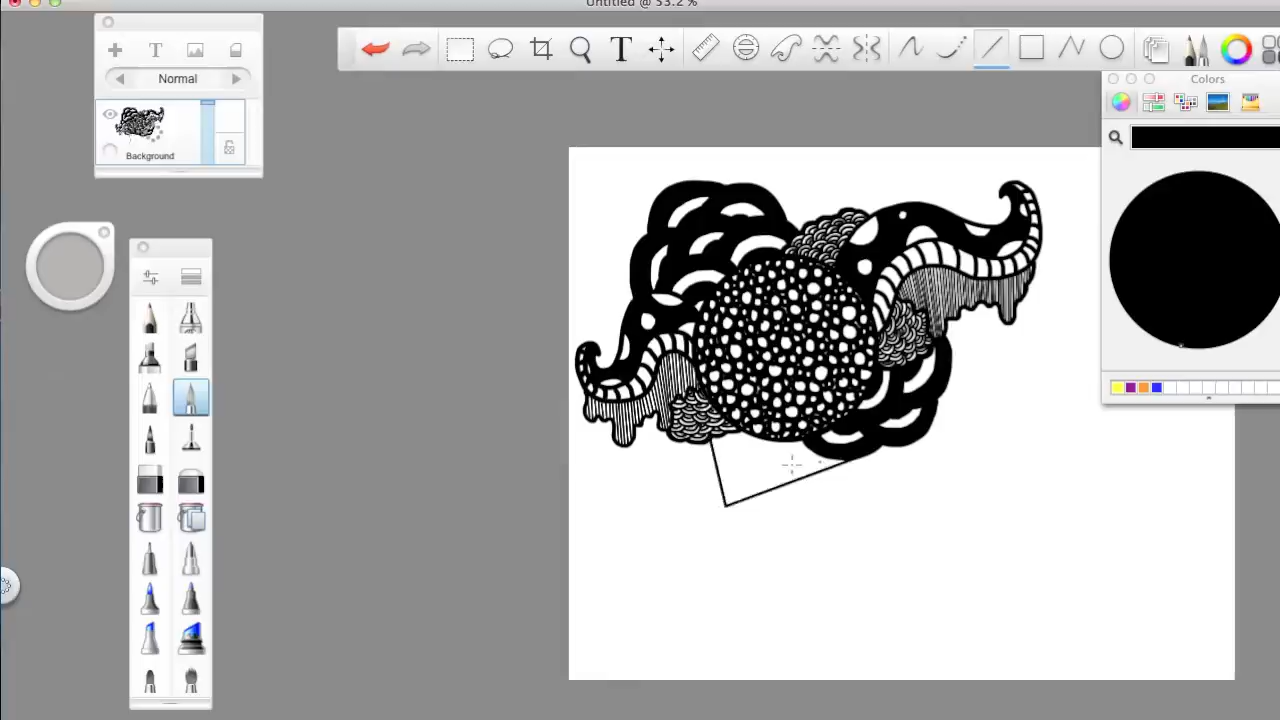 Untitled @ 53.2 %
T
T
Normal
Colors
Background